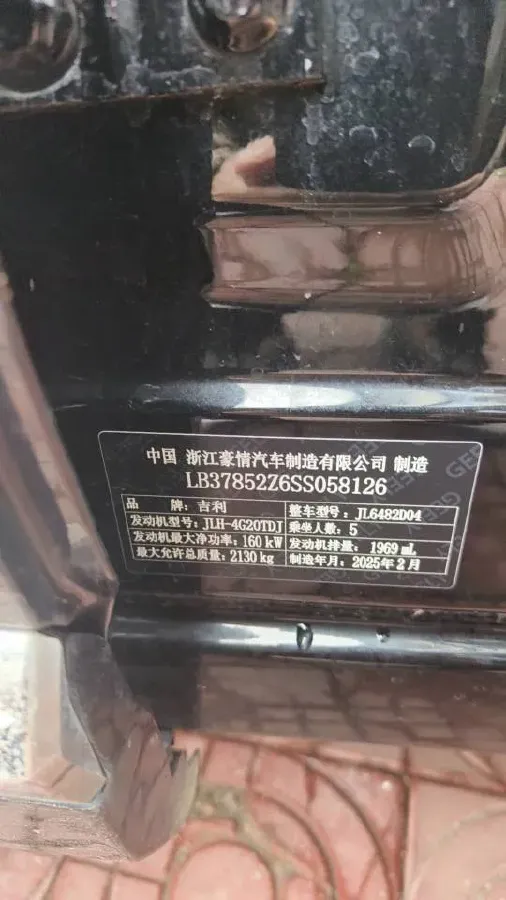 中国 浙江豪情汽车制造有限公司 制造
LB37852Z6SS058126
品 牌：吉利 整车型号：JL6482D04
发动机型号：JLH-4G20TDJ 乘坐人数：5
发动机最大净功率：160 kW 发动机排量：1969 mL
最大允许总质量：2130 kg 制造年月：2025年2月